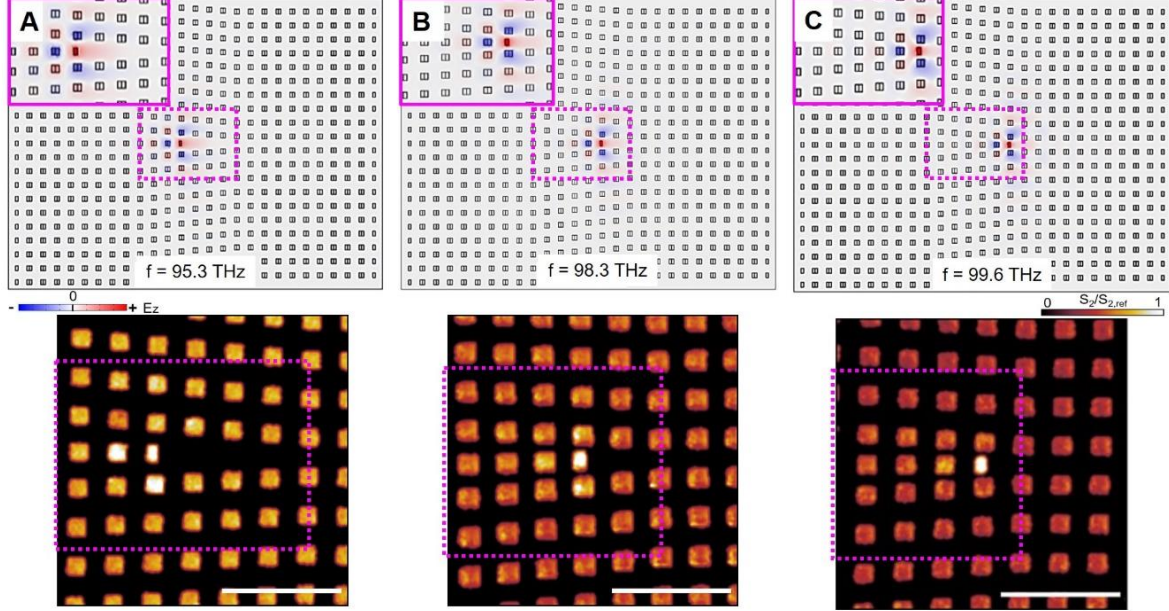 A
B
C
f = 95.3 THz
f = 98.3 THz
f = 99.6 THz
- 0 + Ez
0 S₂/S₂,ref 1